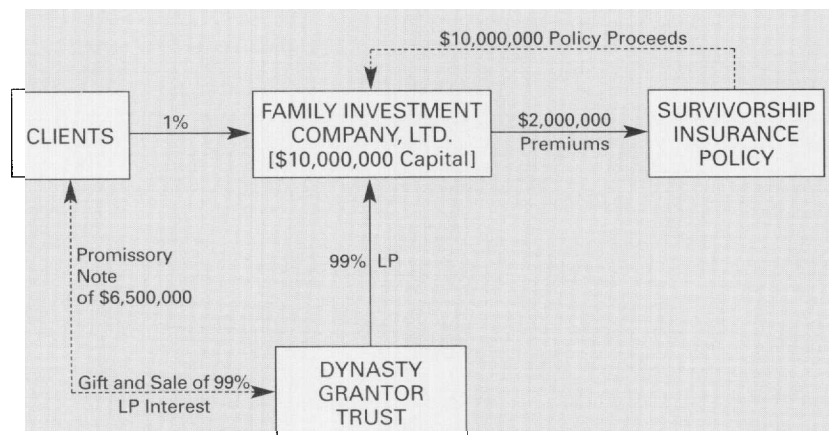 $10,000,000 Policy Proceeds
CLIENTS
1%
FAMILY INVESTMENT
COMPANY, LTD.
[$10,000,000 Capital]
$2,000,000
Premiums
SURVIVORSHIP
INSURANCE
POLICY
Promissory
Note
of $6,500,000
99% LP
Gift and Sale of 99%
LP Interest
DYNASTY
GRANTOR
TRUST